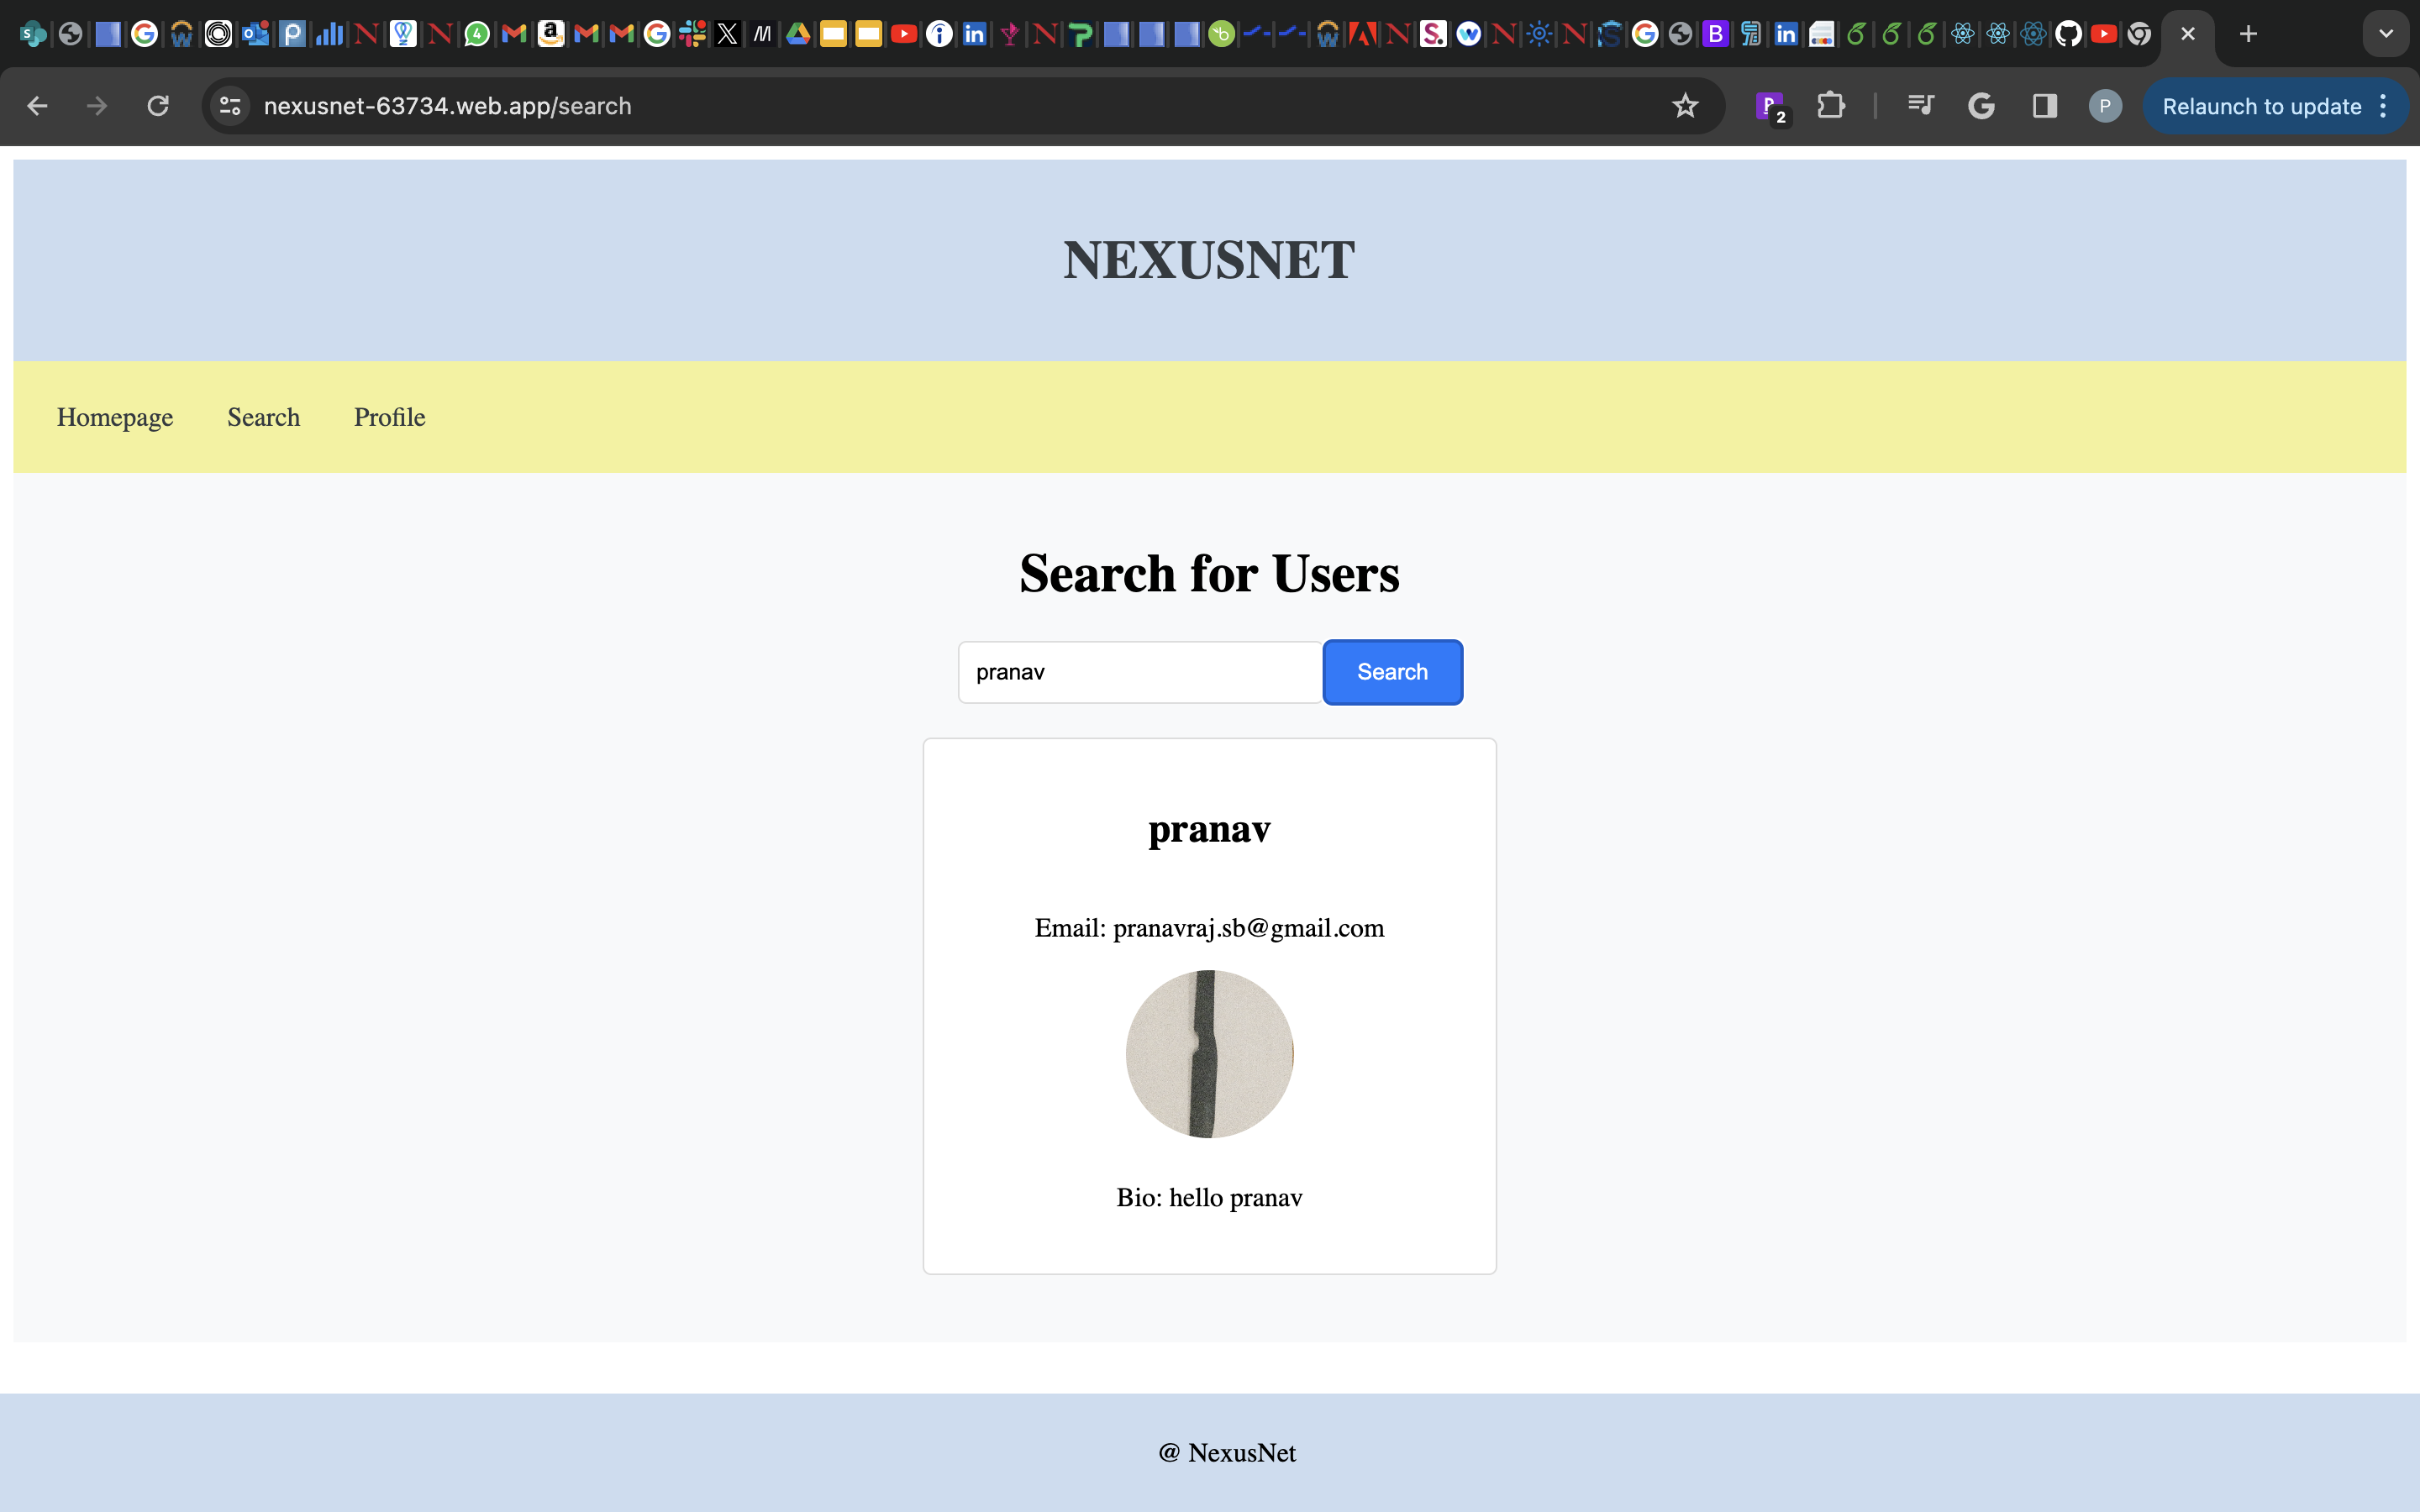 nexusnet-63734.web.app/search
2
P
Relaunch to update
NEXUSNET
Homepage Search Profile
Search for Users
pranav Search
pranav
Email: pranavraj.sb@gmail.com
Bio: hello pranav
@ NexusNet